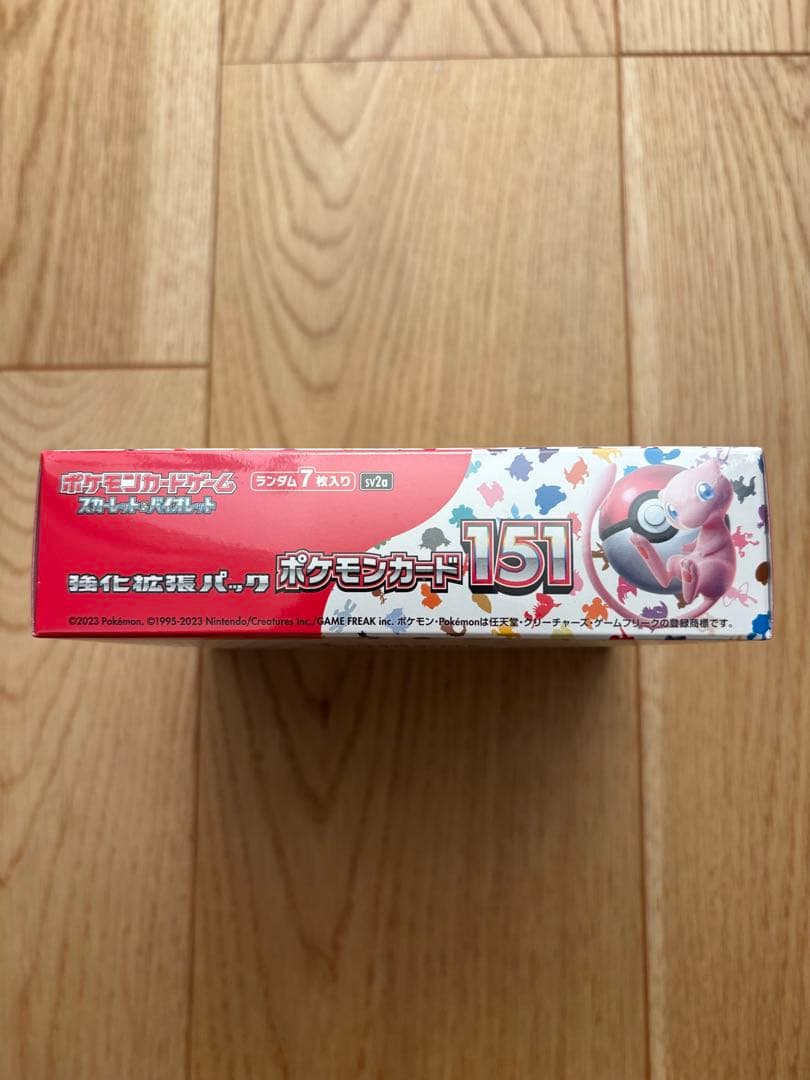 ポケモンカードゲーム
スカーレット&バイオレット
ランダム7枚入り
sv2a
強化拡張パック
ポケモンカード151
©2023 Pokémon. ©1995-2023 Nintendo/Creatures inc./GAME FREAK inc. ポケモン・Pokémonは任天堂・クリーチャーズ・ゲームフリークの登録商標です。